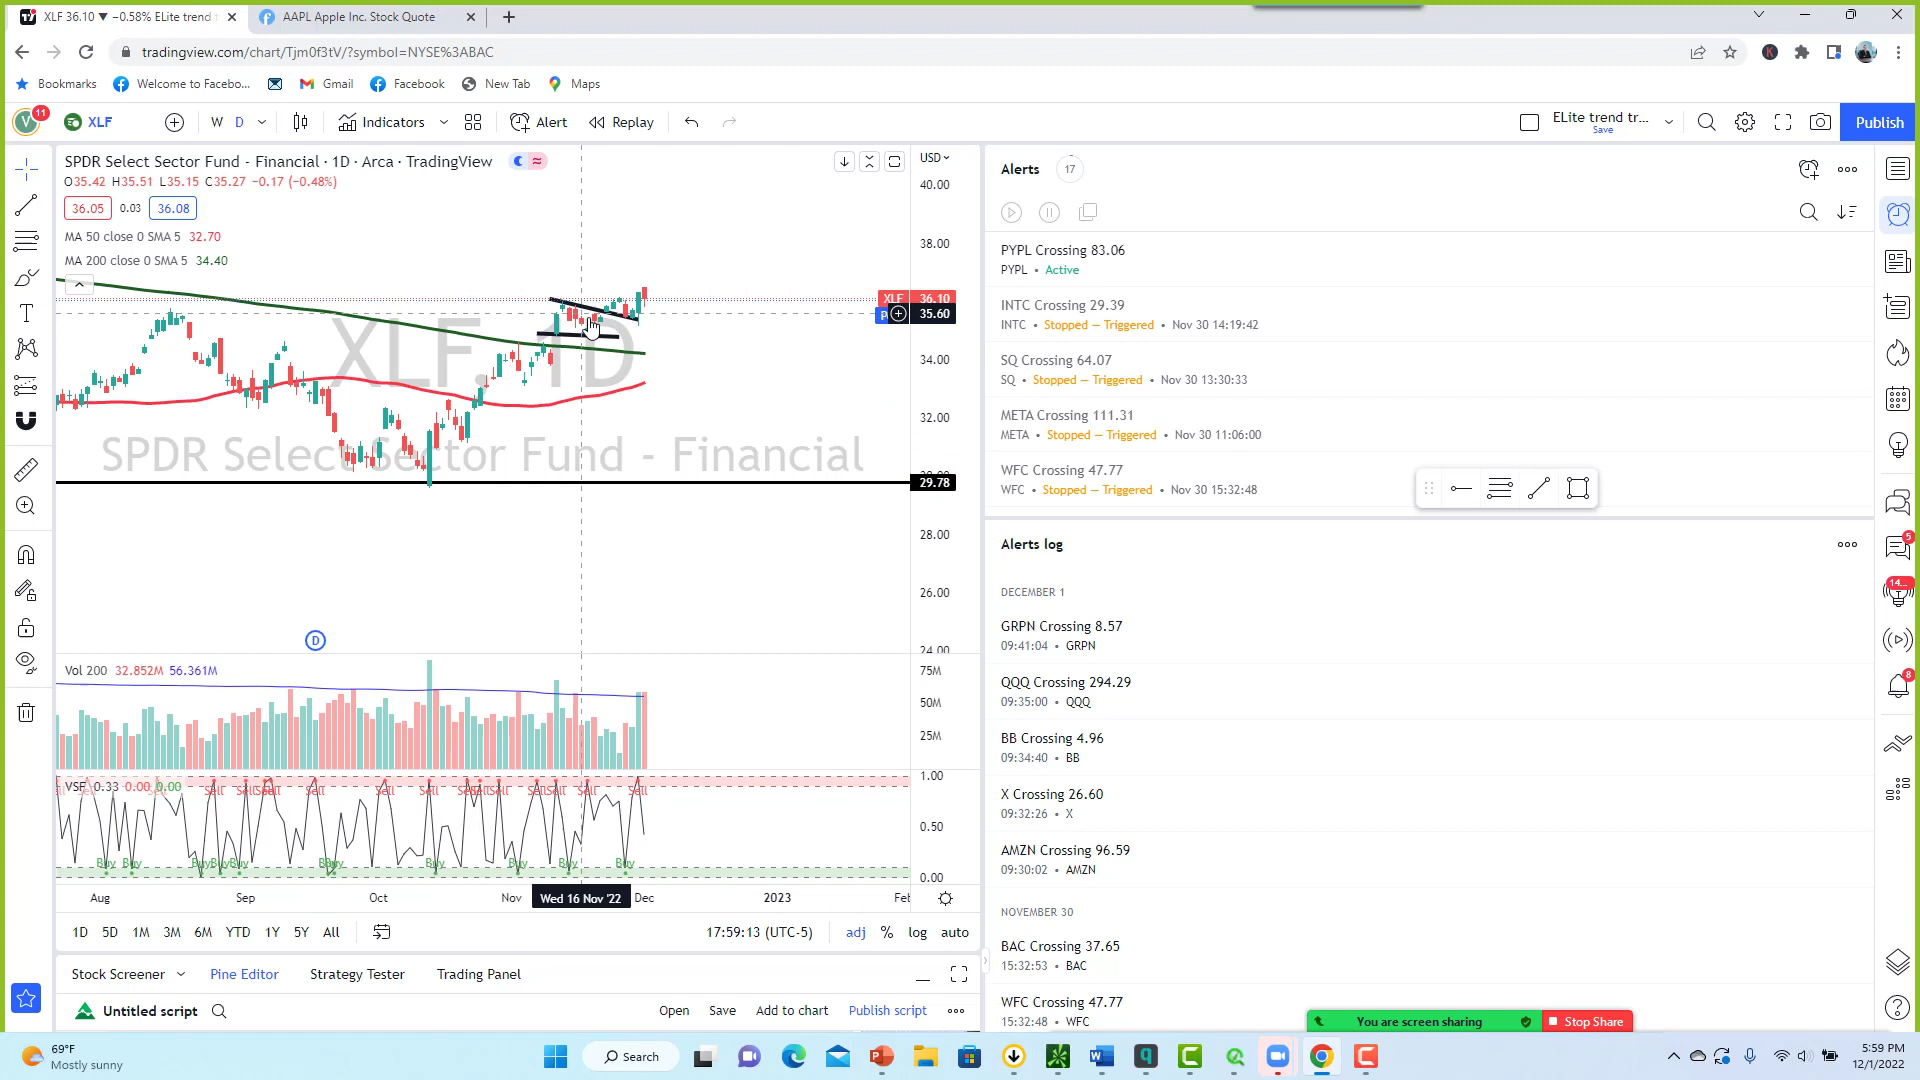 XLF 36.10 ▼ −0.58% ELite trend
AAPL Apple Inc. Stock Quote
tradingview.com/chart/Tjm0f3tV/?symbol=NYSE%3ABAC
K
Bookmarks
Welcome to Facebo...
Gmail
Facebook
New Tab
Maps
V
11
XLF
W
D
Indicators
Alert
Replay
ELite trend tr...
Save
Publish
SPDR Select Sector Fund - Financial · 1D · Arca · TradingView
USD
O35.42 H35.51 L35.15 C35.27 −0.17 (−0.48%)
36.05
0.03
36.08
MA 50 close 0 SMA 5 32.70
MA 200 close 0 SMA 5 34.40
XLF, 1D
SPDR Select Sector Fund - Financial
40.00
38.00
XLF 36.10
35.60
34.00
32.00
29.78
28.00
26.00
24.00
D
Vol 200 32.852M 56.361M
75M
50M
25M
VSF 0.33 0.00 0.00
Sell
Buy
1.00
0.50
0.00
Aug
Sep
Oct
Nov
Wed 16 Nov '22
Dec
2023
Feb
1D
5D
1M
3M
6M
YTD
1Y
5Y
All
17:59:13 (UTC-5)
adj
%
log
auto
Stock Screener
Pine Editor
Strategy Tester
Trading Panel
Untitled script
Open
Save
Add to chart
Publish script
Alerts
17
PYPL Crossing 83.06
PYPL • Active
INTC Crossing 29.39
INTC • Stopped — Triggered • Nov 30 14:19:42
SQ Crossing 64.07
SQ • Stopped — Triggered • Nov 30 13:30:33
META Crossing 111.31
META • Stopped — Triggered • Nov 30 11:06:00
WFC Crossing 47.77
WFC • Stopped — Triggered • Nov 30 15:32:48
Alerts log
DECEMBER 1
GRPN Crossing 8.57
09:41:04 • GRPN
QQQ Crossing 294.29
09:35:00 • QQQ
BB Crossing 4.96
09:34:40 • BB
X Crossing 26.60
09:32:26 • X
AMZN Crossing 96.59
09:30:02 • AMZN
NOVEMBER 30
BAC Crossing 37.65
15:32:53 • BAC
WFC Crossing 47.77
15:32:48 • WFC
5
14...
8
You are screen sharing
Stop Share
69°F
Mostly sunny
Search
5:59 PM
12/1/2022